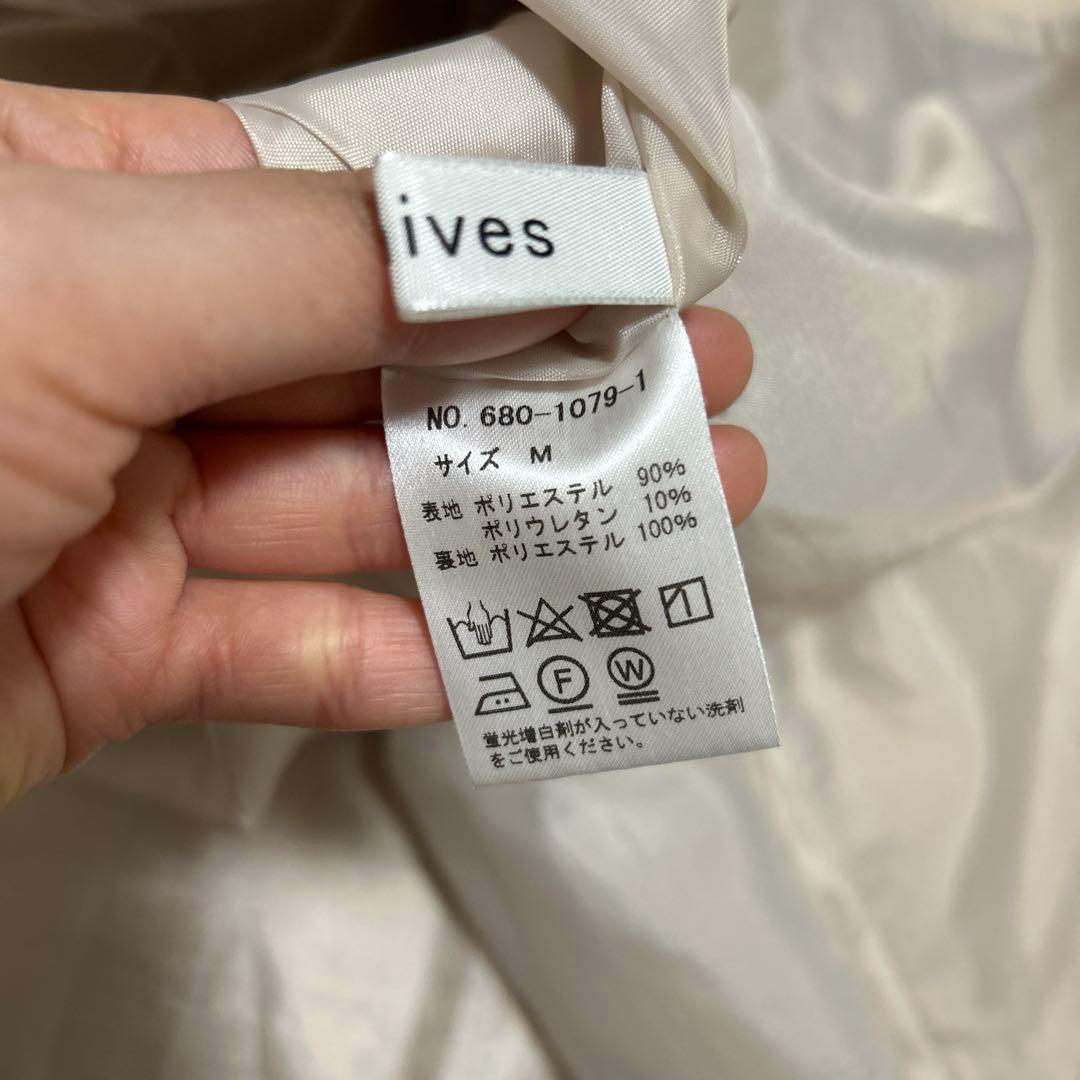 ives
NO. 680-1079-1
サイズ M
表地 ポリエステル 90%
ポリウレタン 10%
裏地 ポリエステル 100%
F W
蛍光増白剤が入っていない洗剤
をご使用ください。